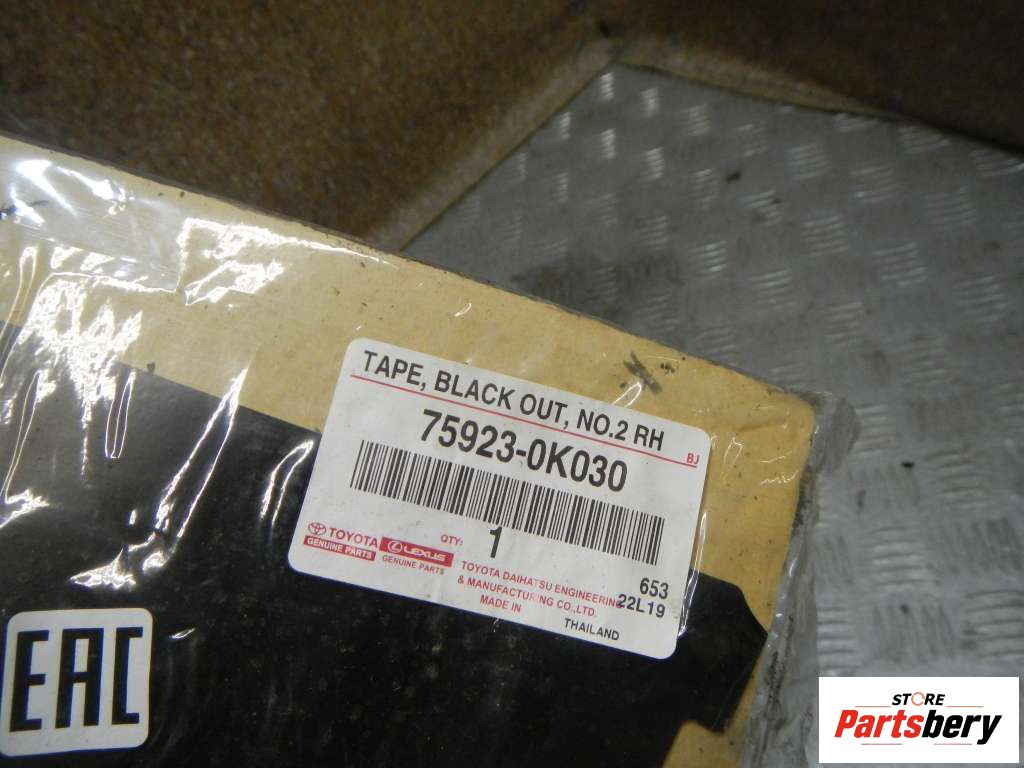 TAPE, BLACK OUT, NO.2 RH
BJ
75923-0K030
QTY: 1
TOYOTA
GENUINE PARTS
LEXUS
GENUINE PARTS
TOYOTA DAIHATSU ENGINEERING
& MANUFACTURING CO.,LTD.
MADE IN
THAILAND
653
22L19
EAC
STORE
Partsbery